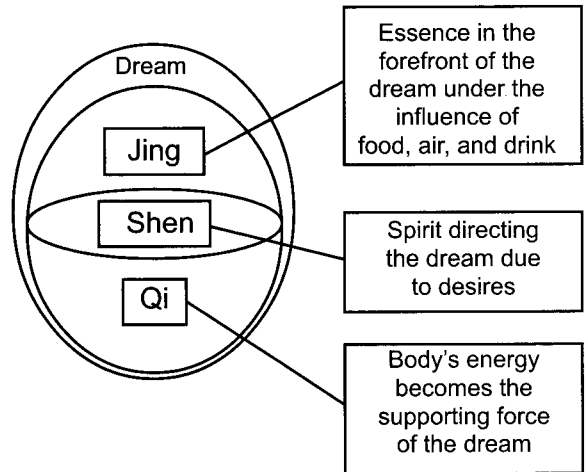 Dream
Jing
Shen
Qi
Essence in the
forefront of the
dream under the
influence of
food, air, and drink
Spirit directing
the dream due
to desires
Body's energy
becomes the
supporting force
of the dream